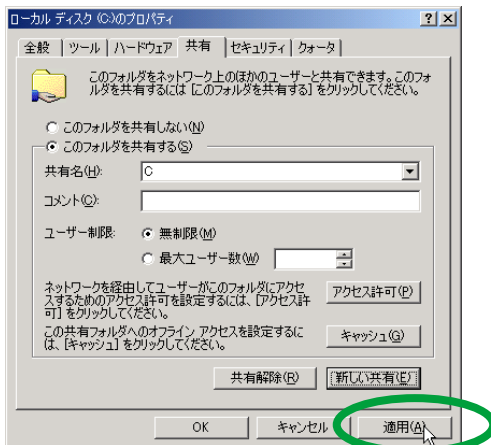 ローカル ディスク (C:)のプロパティ
? ×
全般 ツール ハードウェア 共有 セキュリティ クォータ
このフォルダをネットワーク上のほかのユーザーと共有できます。このフォ
ルダを共有するには [このフォルダを共有する] をクリックしてください。
このフォルダを共有しない(N)
このフォルダを共有する(S)
共有名(H): C
コメント(C):
ユーザー制限: 無制限(M)
最大ユーザー数(W)
ネットワークを経由してユーザーがこのフォルダにアクセ
スするためのアクセス許可を設定するには、[アクセス許
可] をクリックしてください。
アクセス許可(P)
この共有フォルダへのオフライン アクセスを設定するに
は、[キャッシュ] をクリックしてください。
キャッシュ(G)
共有解除(R) 新しい共有(E)
OK キャンセル 適用(A)